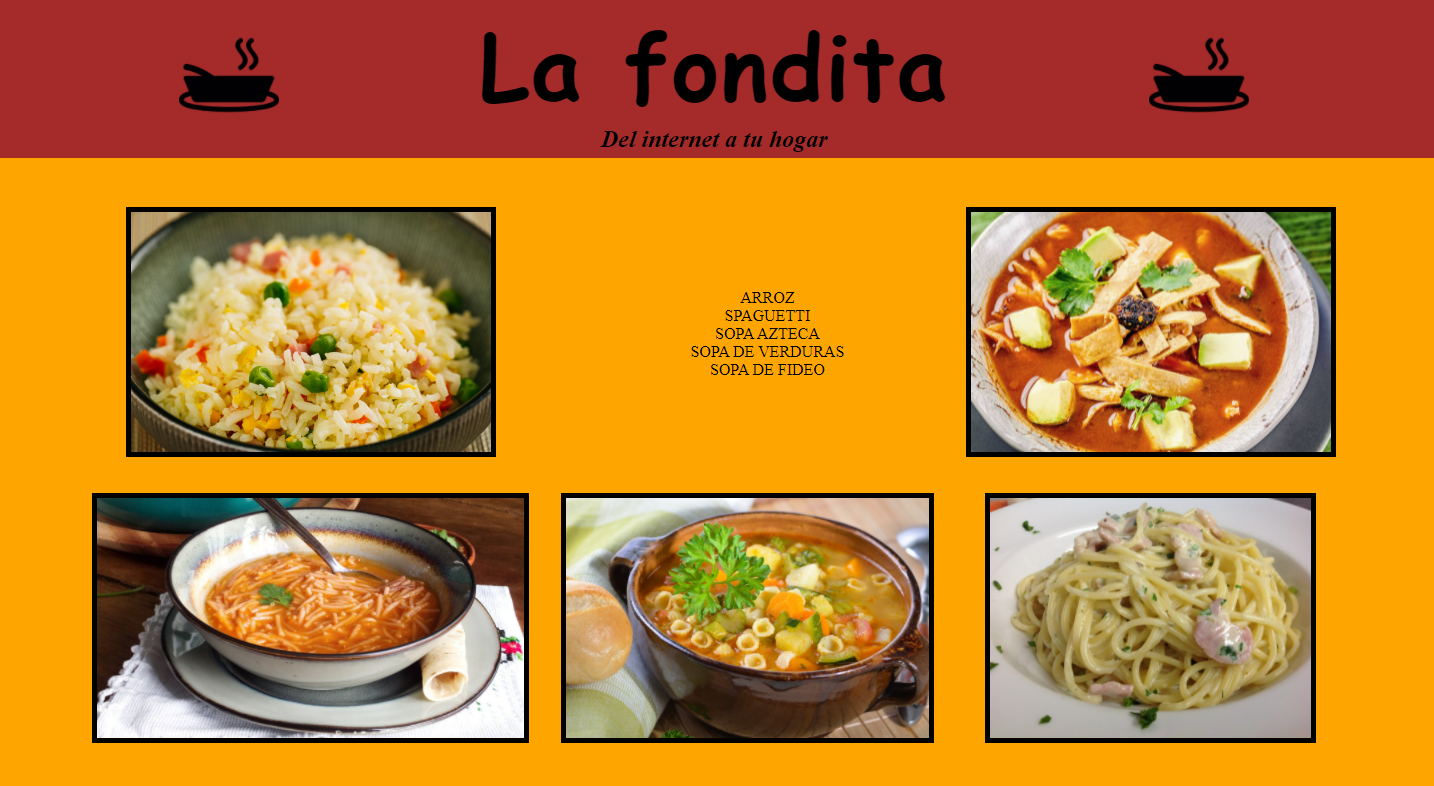 La fondita
Del internet a tu hogar
ARROZ
SPAGUETTI
SOPA AZTECA
SOPA DE VERDURAS
SOPA DE FIDEO